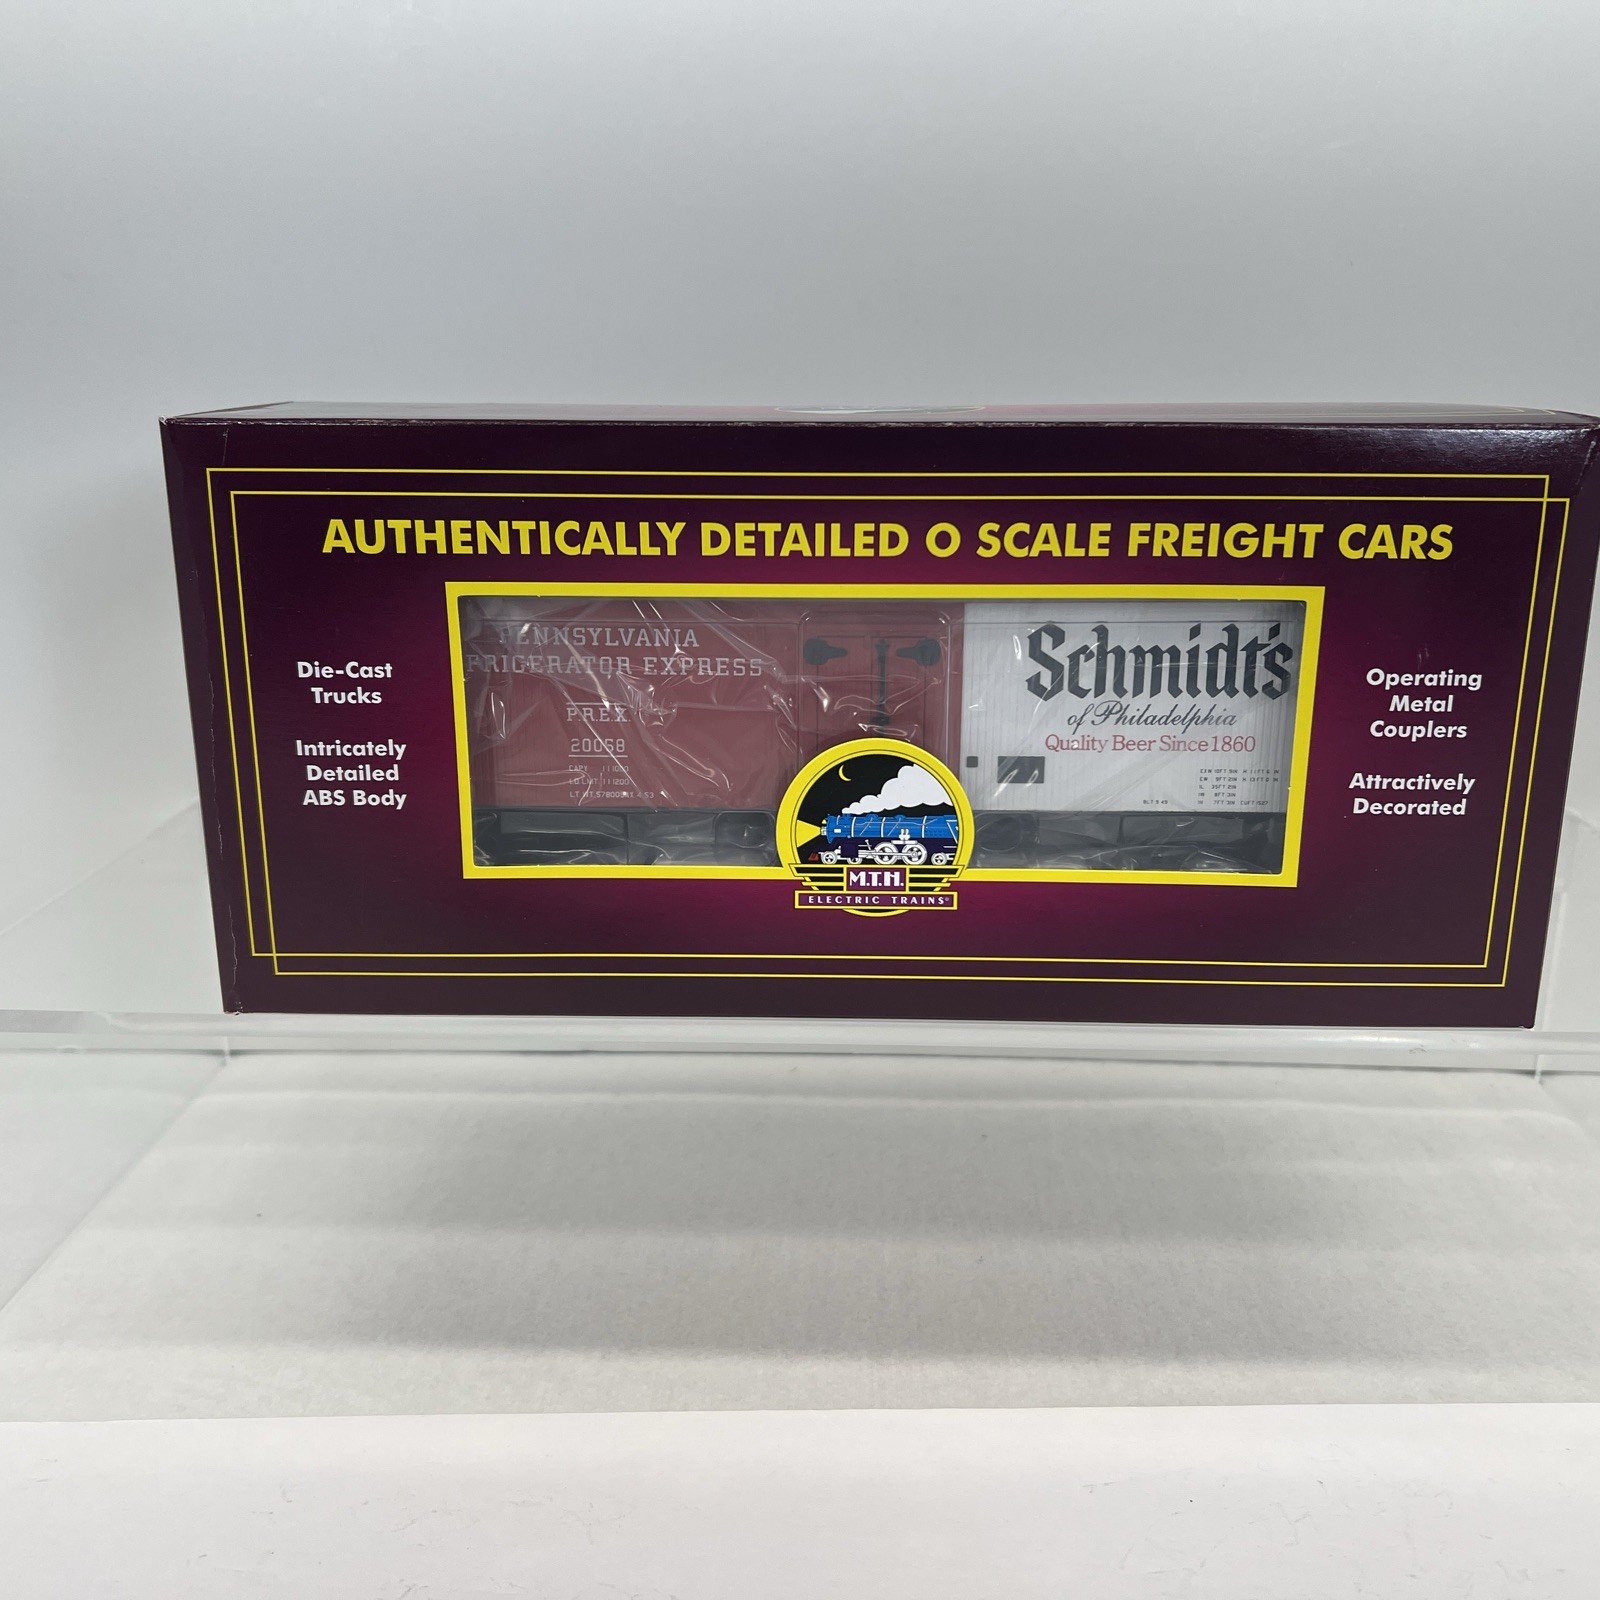 AUTHENTICALLY DETAILED O SCALE FREIGHT CARS
Die-Cast
Trucks
Intricately
Detailed
ABS Body
PENNSYLVANIA
FRIGERATOR EXPRESS
P.R.E.X.
20058
Schmidt's
of Philadelphia
Quality Beer Since 1860
Operating
Metal
Couplers
Attractively
Decorated
M.T.H.
ELECTRIC TRAINS®